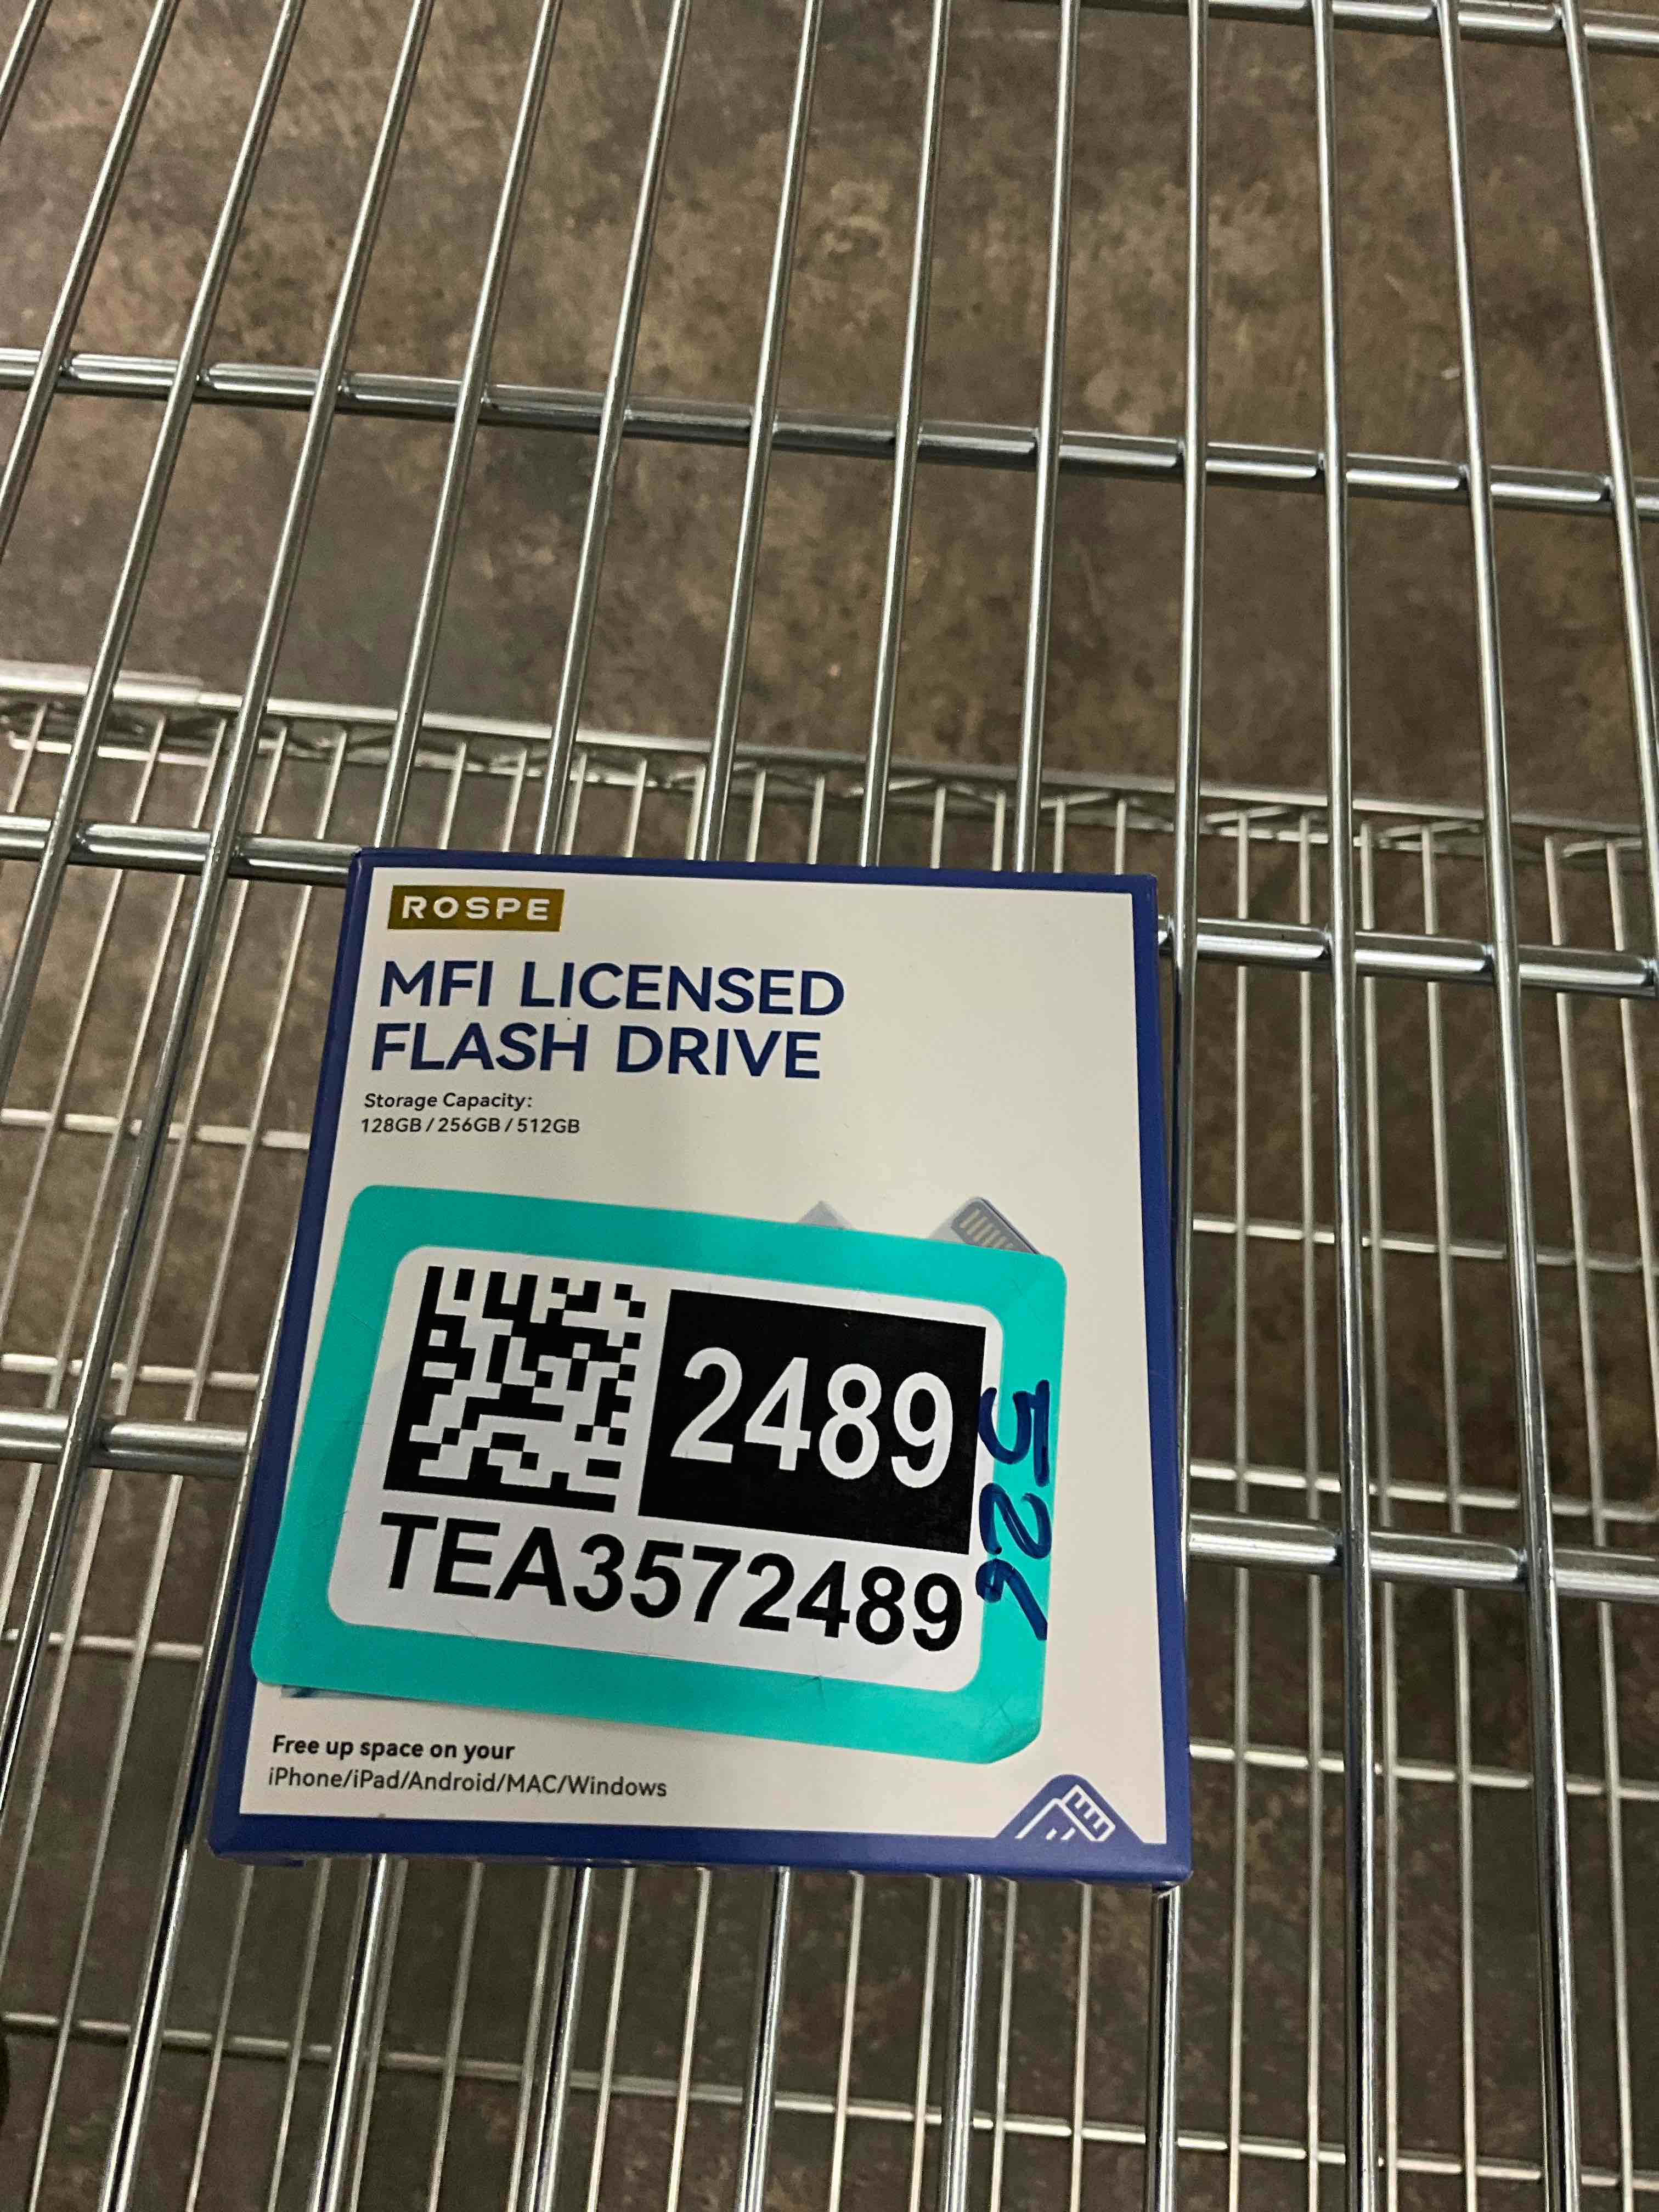 ROSPE
MFI LICENSED
FLASH DRIVE
Storage Capacity:
128GB / 256GB / 512GB
2489
TEA3572489
526
Free up space on your
iPhone/iPad/Android/MAC/Windows